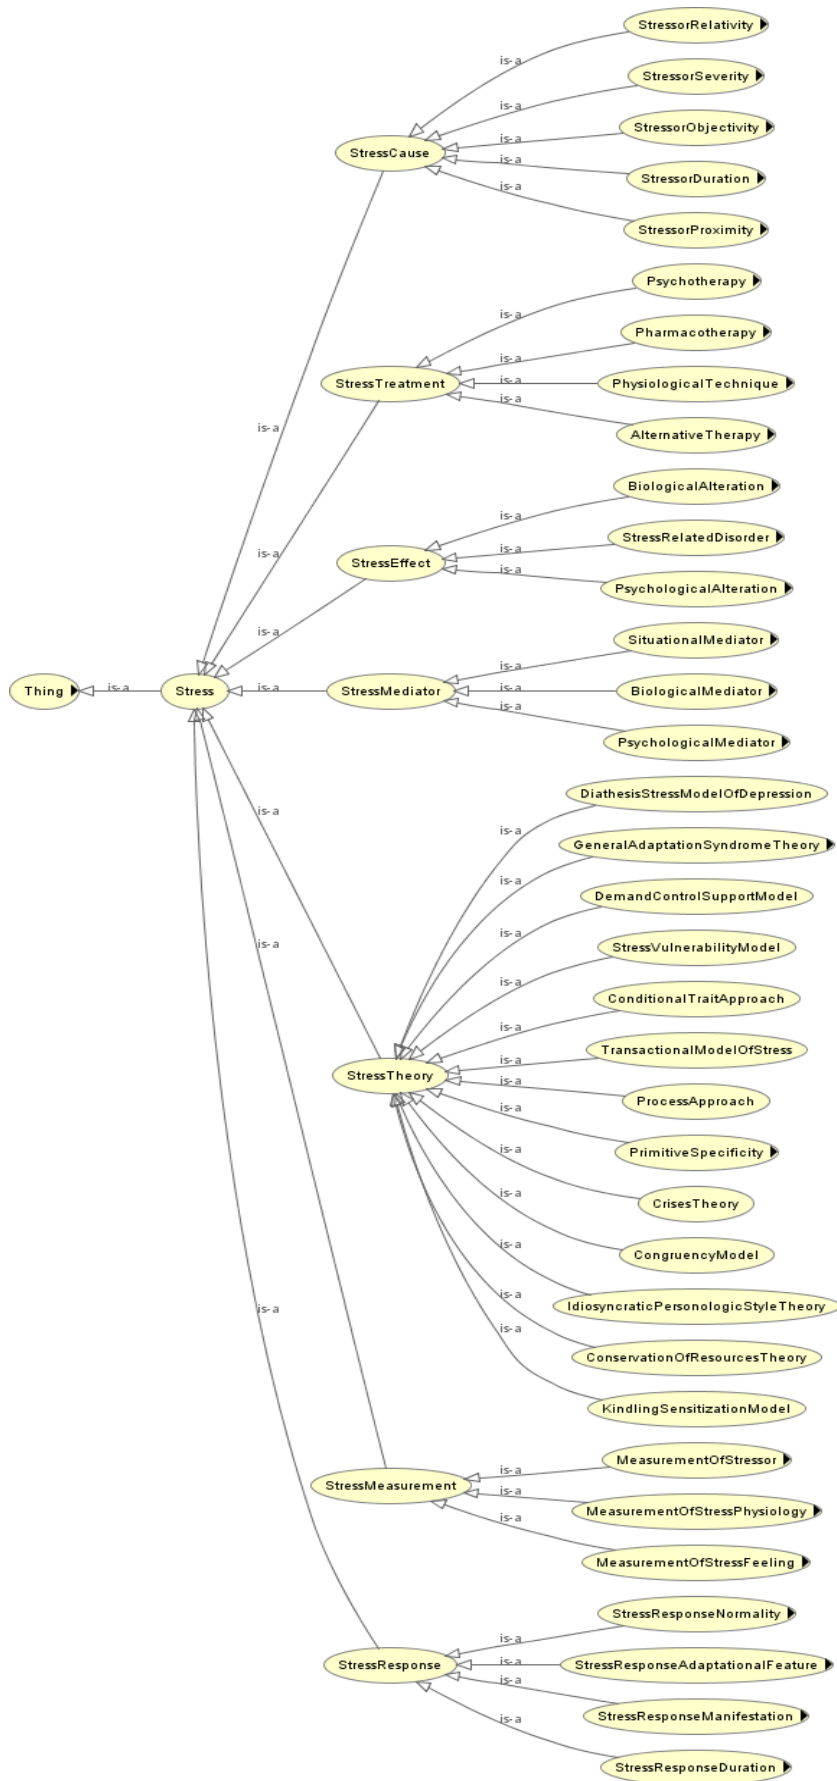 StressorRelativity
is-a
StressorSeverity
is-a
StressorObjectivity
is-a
StressCause
is-a
StressorDuration
is-a
StressorProximity
Psychotherapy
is-a
Pharmacotherapy
is-a
StressTreatment
is-a
PhysiologicalTechnique
is-a
is-a
AlternativeTherapy
BiologicalAlteration
is-a
StressRelatedDisorder
is-a
is-a
StressEffect
is-a
PsychologicalAlteration
is-a
SituationalMediator
is-a
Thing
is-a
Stress
is-a
StressMediator
is-a
BiologicalMediator
is-a
PsychologicalMediator
DiathesisStressModelOfDepression
is-a
is-a
GeneralAdaptationSyndromeTheory
is-a
DemandControlSupportModel
is-a
is-a
StressVulnerabilityModel
is-a
ConditionalTraitApproach
is-a
TransactionalModelOfStress
is-a
StressTheory
is-a
ProcessApproach
is-a
PrimitiveSpecificity
is-a
CrisesTheory
is-a
CongruencyModel
is-a
is-a
IdiosyncraticPersonologicStyleTheory
is-a
is-a
ConservationOfResourcesTheory
KindlingSensitizationModel
MeasurementOfStressor
is-a
StressMeasurement
is-a
MeasurementOfStressPhysiology
is-a
MeasurementOfStressFeeling
StressResponseNormality
is-a
StressResponse
is-a
StressResponseAdaptationalFeature
is-a
StressResponseManifestation
is-a
StressResponseDuration